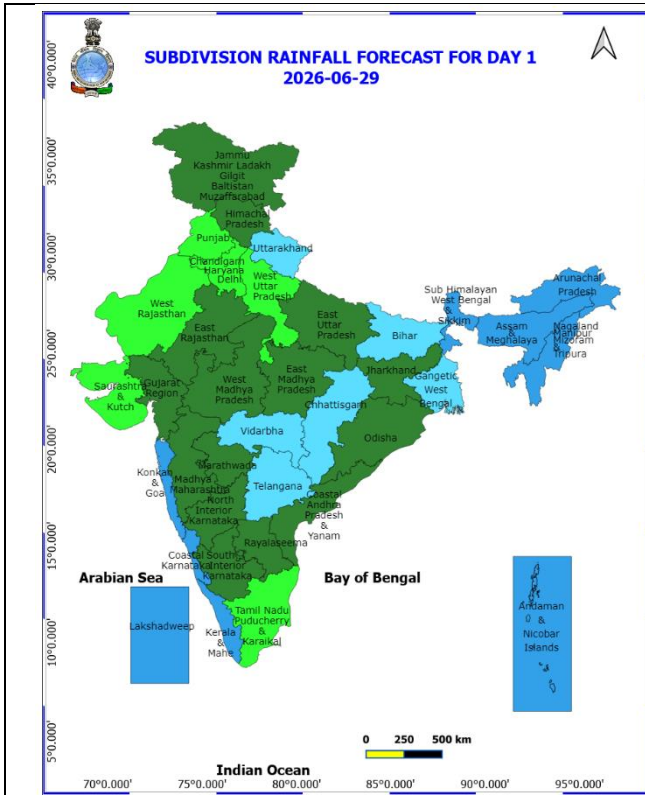 SUBDIVISION RAINFALL FORECAST FOR DAY 1
2026-06-29
40°0.000'
35°0.000'
30°0.000'
25°0.000'
20°0.000'
15°0.000'
10°0.000'
5°0.000'
Jammu
Kashmir Ladakh
Gilgit
Baltistan
Muzaffarabad
Himachal
Pradesh
Punjab
Uttarakhand
Chandigarh
Haryana
Delhi
West
Uttar
Pradesh
Arunachal
Pradesh
Sub Himalayan
West Bengal
&
Sikkim
West
Rajasthan
East
Rajasthan
East
Uttar
Pradesh
Bihar
Assam
&
Meghalaya
Nagaland
Manipur
Mizoram
&
Tripura
Saurashtra
&
Kutch
Gujarat
Region
West
Madhya
Pradesh
East
Madhya
Pradesh
Jharkhand
Gangetic
West
Bengal
Chhattisgarh
Vidarbha
Odisha
Konkan
&
Goa
Marathwada
Madhya
Maharashtra
Telangana
North
Interior
Karnataka
Coastal
Andhra
Pradesh
&
Yanam
Rayalaseema
Coastal
Karnataka
South
Interior
Karnataka
Arabian Sea
Bay of Bengal
Tamil Nadu
Puducherry
&
Karaikal
Lakshadweep
Kerala
&
Mahe
Andaman
&
Nicobar
Islands
0 250 500 km
Indian Ocean
70°0.000' 75°0.000' 80°0.000' 85°0.000' 90°0.000' 95°0.000'